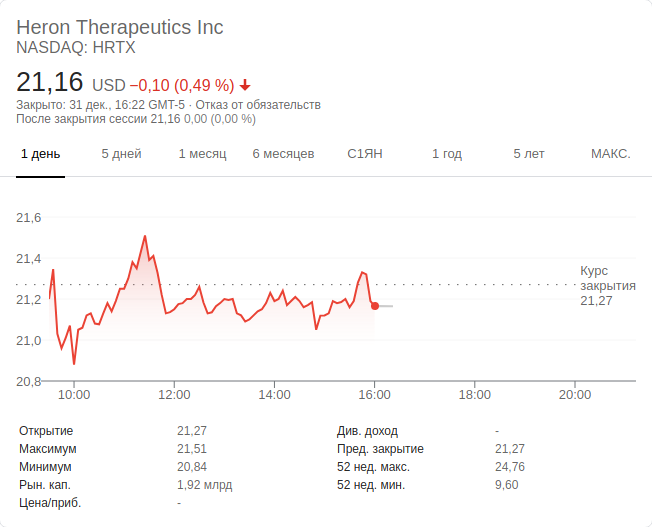 Heron Therapeutics Inc
NASDAQ: HRTX
21,16 USD −0,10 (0,49 %)
Закрыто: 31 дек., 16:22 GMT-5 · Отказ от обязательств
После закрытия сессии 21,16 0,00 (0,00 %)
1 день 5 дней 1 месяц 6 месяцев С1ЯН 1 год 5 лет МАКС.
21,6
21,4
Курс
закрытия
21,27
21,2
21,0
20,8
10:00 12:00 14:00 16:00 18:00 20:00
Открытие 21,27 Див. доход -
Максимум 21,51 Пред. закрытие 21,27
Минимум 20,84 52 нед. макс. 24,76
Рын. кап. 1,92 млрд 52 нед. мин. 9,60
Цена/приб. -